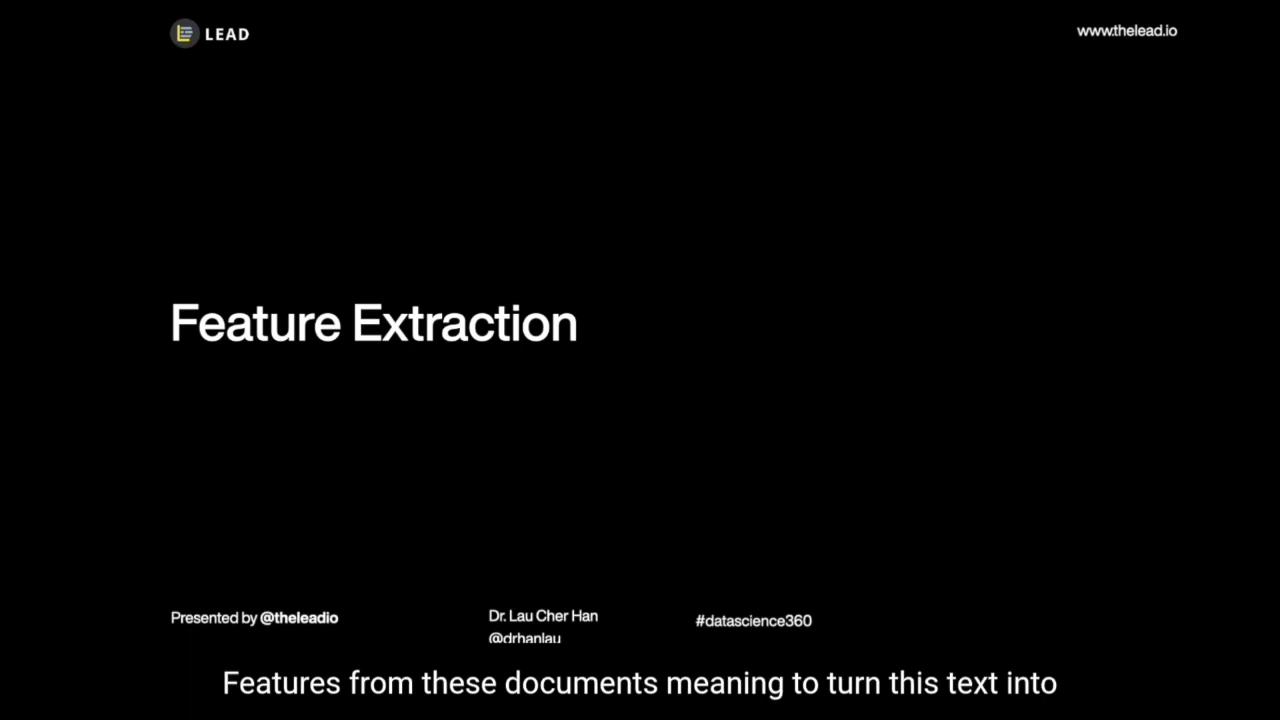 LEAD
www.thelead.io
Feature Extraction
Presented by @theleadio
Dr. Lau Cher Han
@drhanlau
#datascience360
Features from these documents meaning to turn this text into